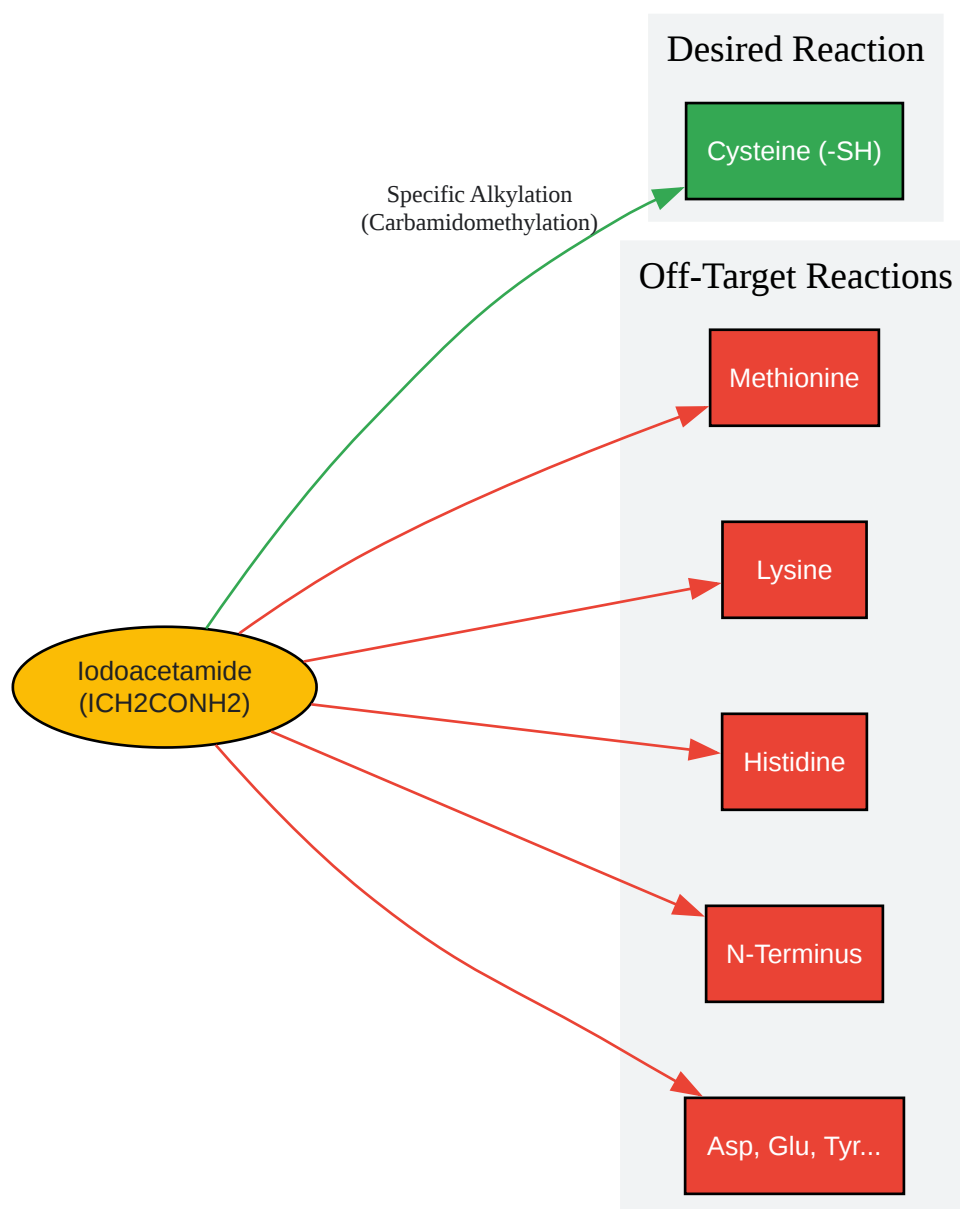 Desired Reaction
Cysteine (-SH)
Specific Alkylation
(Carbamidomethylation)
Off-Target Reactions
Methionine
Lysine
Iodoacetamide
(ICH2CONH2)
Histidine
N-Terminus
Asp, Glu, Tyr...